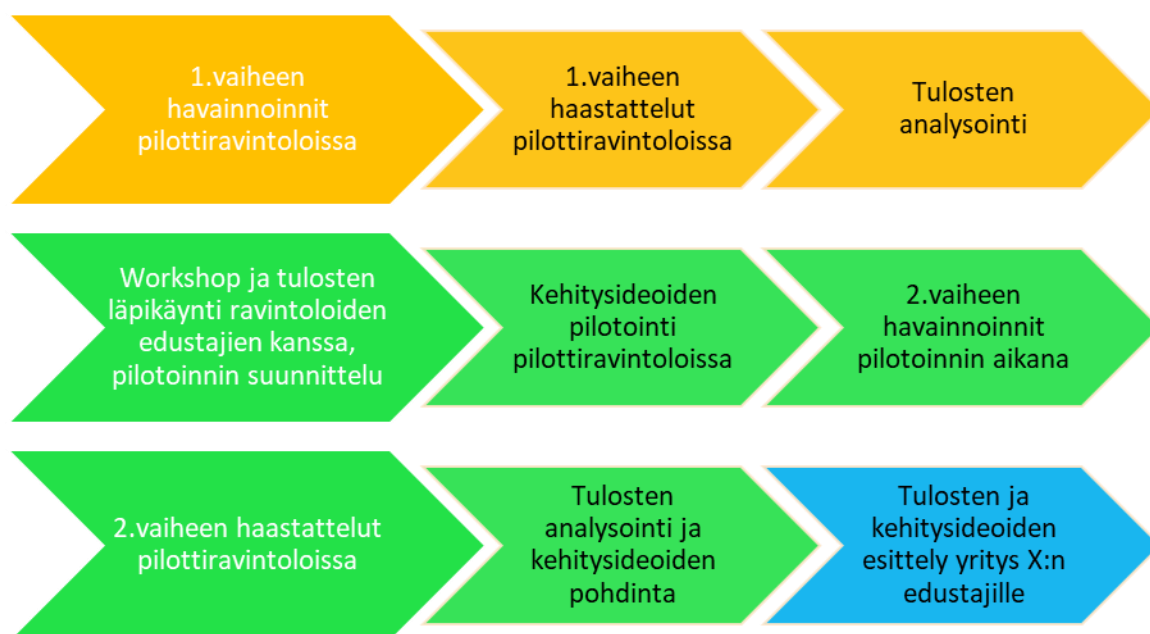 1.vaiheen
havainnoinnit
pilottiravintoloissa
1.vaiheen
haastattelut
pilottiravintoloissa
Tulosten
analysointi
Workshop ja tulosten
läpikäynti ravintoloiden
edustajien kanssa,
pilotoinnin suunnittelu
Kehitysideoiden
pilotointi
pilottiravintoloissa
2.vaiheen
havainnoinnit
pilotoinnin aikana
2.vaiheen haastattelut
pilottiravintoloissa
Tulosten
analysointi ja
kehitysideoiden
pohdinta
Tulosten ja
kehitysideoiden
esittely yritys X:n
edustajille